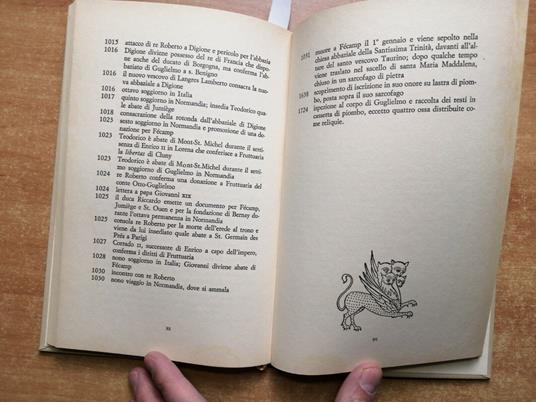 1015 attacco di re Roberto a Digione e pericolo per l'abbazia
1016 Digione diviene possesso del re di Francia che dispone
anche del ducato di Borgogna, ma conferma l'abbaziato
di Guglielmo a s. Benigno
1016 il nuovo vescovo di Langres Lamberto consacra la nuova
abbaziale a Digione
1016 ottavo soggiorno in Italia
1017 quinto soggiorno in Normandia; insedia Teodorico quale
abate di Jumièges
1018 consacrazione della rotonda dall'abbaziale di Digione
1025 sesto soggiorno in Normandia e promozione di una donazione
per Fécamp
1023 Teodorico è abate di Mont-St. Michel durante il settimo
senza di Enrico II in Lorena che conferisce a Fruttuaria
la libertas di Cluny
1023 Teodorico è abate di Mont-St.Michel durante il settimo
soggiorno di Guglielmo in Normandia
1024 re Roberto conferma una donazione a Fruttuaria del
conte Otto-Guglielmo
1024 lettera a papa Giovanni XIX
1025 il duca Riccardo emette un documento per Fécamp,
Jumiège e St. Ouen e per la fondazione di Bernay durante
l'ottava permanenza in Normandia
1025 consola re Roberto per la morte dell'erede al trono e
viene da lui insediato quale abate a St. Germain des
Prés a Parigi
1027 Corrado II, successore di Enrico a capo dell'impero,
conferma i diritti di Fruttuaria
1028 nono soggiorno in Italia; Giovanni diviene abate di
Fécamp
1030 incontro con re Roberto
1030 nono viaggio in Normandia, dove si ammala
1031 muore a Fécamp il 1° gennaio e viene sepolto nella
chiesa abbaziale della Santissima Trinità, davanti all'altare
del santo vescovo Taurino; dopo qualche tempo
viene traslato nel sacello di santa Maria Maddalena,
chiuso in un sarcofago di pietra
1638 incisione di iscrizione in suo onore su lastra di piombo,
posta sopra il suo sarcofago
1724 ispezione al corpo di Guglielmo e raccolta dei resti in
cassetta di piombo, eccetto quattro ossa distribuite come
reliquie.